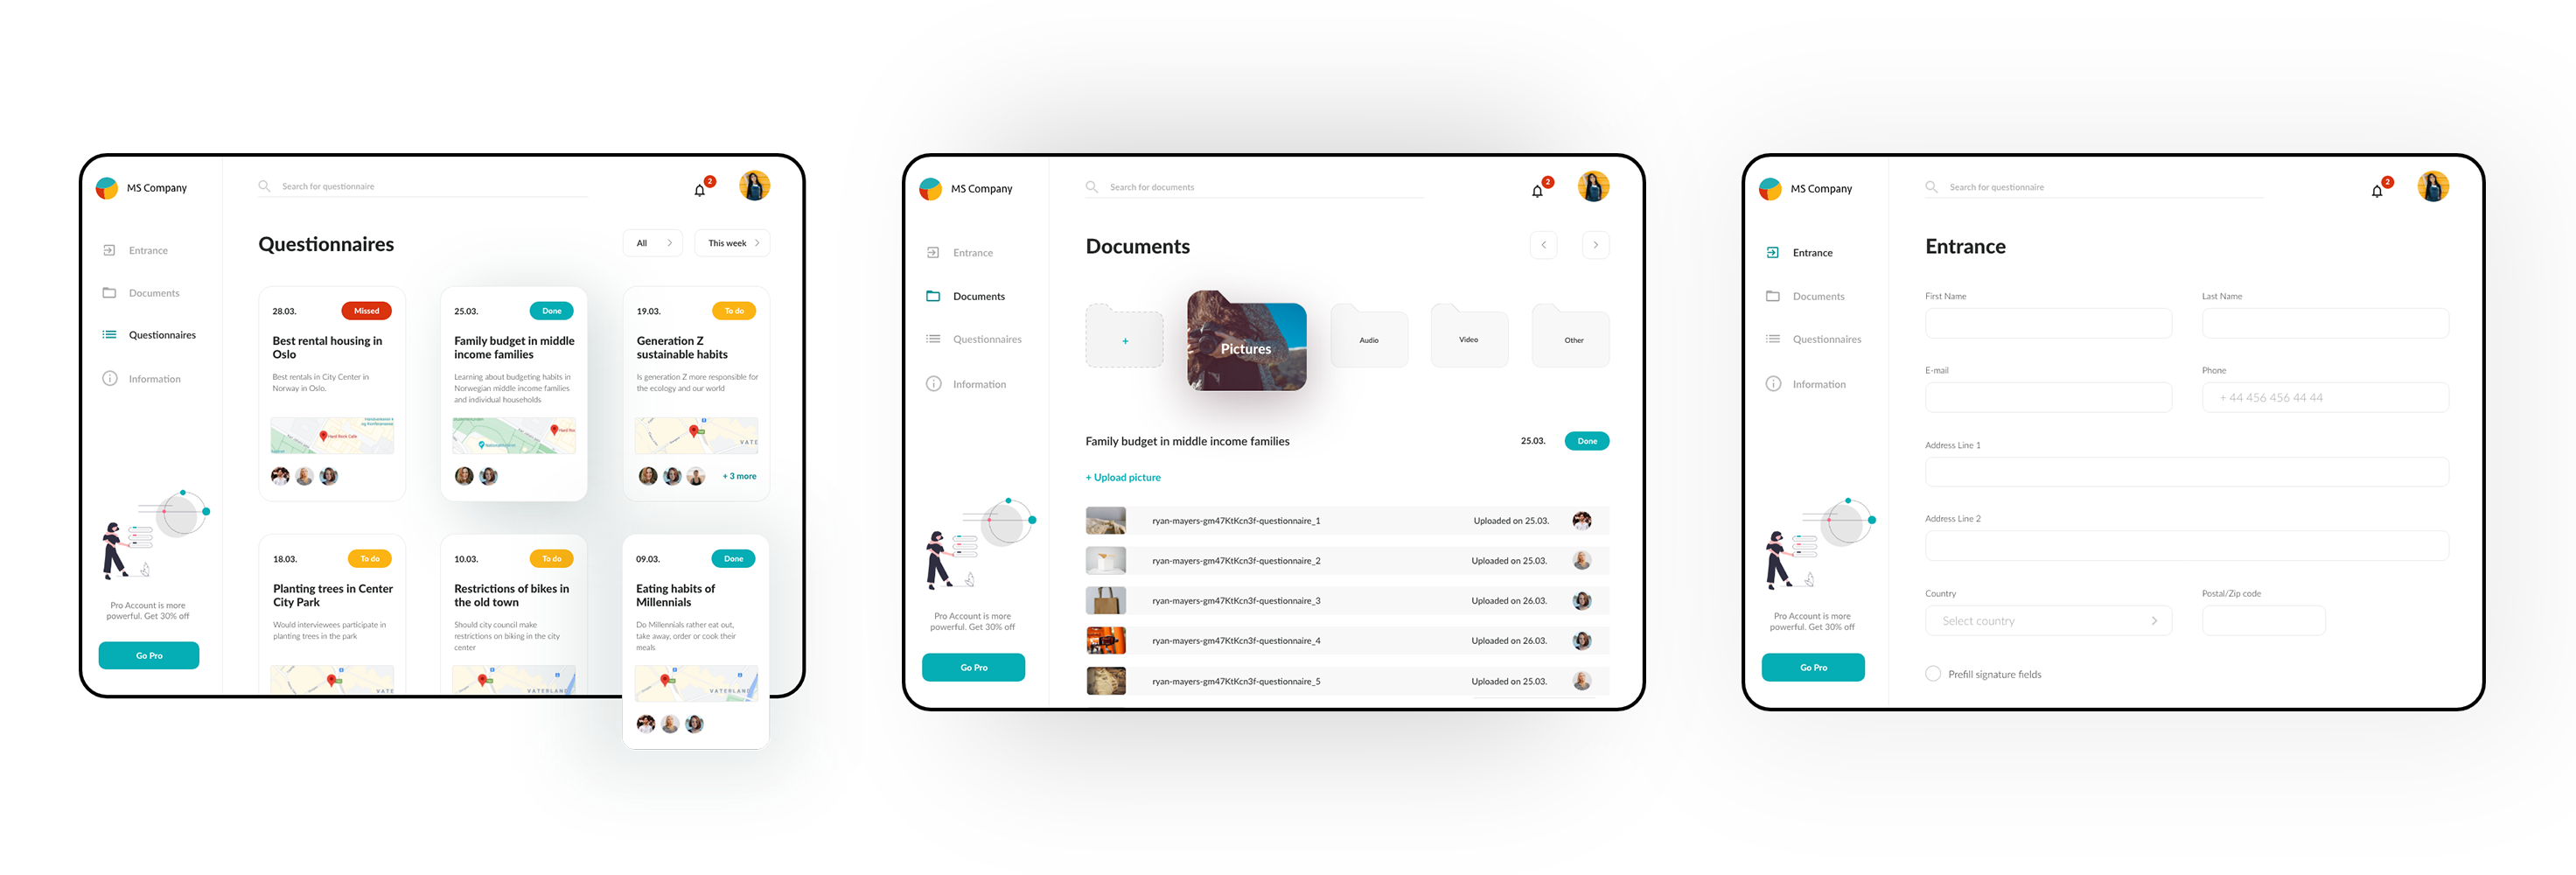 MS Company
Search for questionnaire
2
Entrance
Documents
Questionnaires
Information
Pro Account is more
powerful. Get 30% off
Go Pro
Questionnaires
All
This week
28.03.
Missed
Best rental housing in
Oslo
Best rentals in City Center in
Norway in Oslo.
Hard Rock Cafe
25.03.
Done
Family budget in middle
income families
Learning about budgeting habits in
Norwegian middle income families
and individual households
Hard Roc
19.03.
To do
Generation Z
sustainable habits
Is generation Z more responsible for
the ecology and our world
VATE
+ 3 more
18.03.
To do
Planting trees in Center
City Park
Would interviewees participate in
planting trees in the park
VATE
10.03.
To do
Restrictions of bikes in
the old town
Should city council make
restrictions on biking in the city
center
VATERLAND
09.03.
Done
Eating habits of
Millennials
Do Millennials rather eat out,
take away, order or cook their
meals
VATERLAND
MS Company
Search for documents
2
Entrance
Documents
Questionnaires
Information
Pro Account is more
powerful. Get 30% off
Go Pro
Documents
+
Pictures
Audio
Video
Other
Family budget in middle income families
25.03.
Done
+ Upload picture
ryan-mayers-gm47KtKcn3f-questionnaire_1
Uploaded on 25.03.
ryan-mayers-gm47KtKcn3f-questionnaire_2
Uploaded on 25.03.
ryan-mayers-gm47KtKcn3f-questionnaire_3
Uploaded on 26.03.
ryan-mayers-gm47KtKcn3f-questionnaire_4
Uploaded on 26.03.
ryan-mayers-gm47KtKcn3f-questionnaire_5
Uploaded on 25.03.
MS Company
Search for questionnaire
2
Entrance
Documents
Questionnaires
Information
Pro Account is more
powerful. Get 30% off
Go Pro
Entrance
First Name
Last Name
E-mail
Phone
+ 44 456 456 44 44
Address Line 1
Address Line 2
Country
Select country
Postal/Zip code
Prefill signature fields